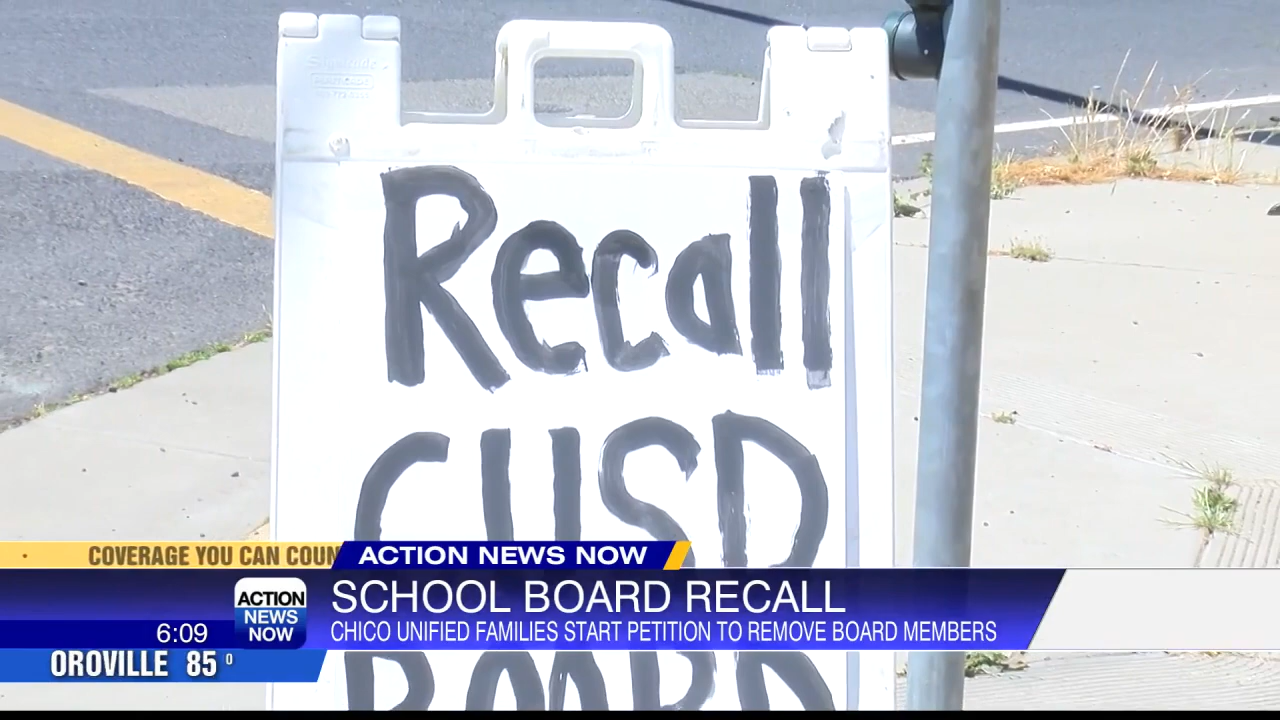 Recall
CUSD
BOARD
COVERAGE YOU CAN COUN
ACTION NEWS NOW
SCHOOL BOARD RECALL
CHICO UNIFIED FAMILIES START PETITION TO REMOVE BOARD MEMBERS
ACTION
NEWS
NOW
6:09
OROVILLE 85°